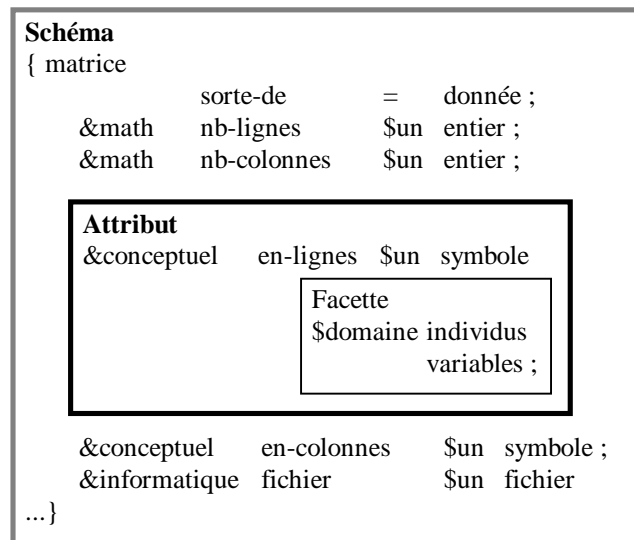 Schéma
{ matrice
sorte-de = donnée ;
&math nb-lignes $un entier ;
&math nb-colonnes $un entier ;
Attribut
&conceptuel en-lignes $un symbole
Facette
$domaine individus
variables ;
&conceptuel en-colonnes $un symbole ;
&informatique fichier $un fichier
...}